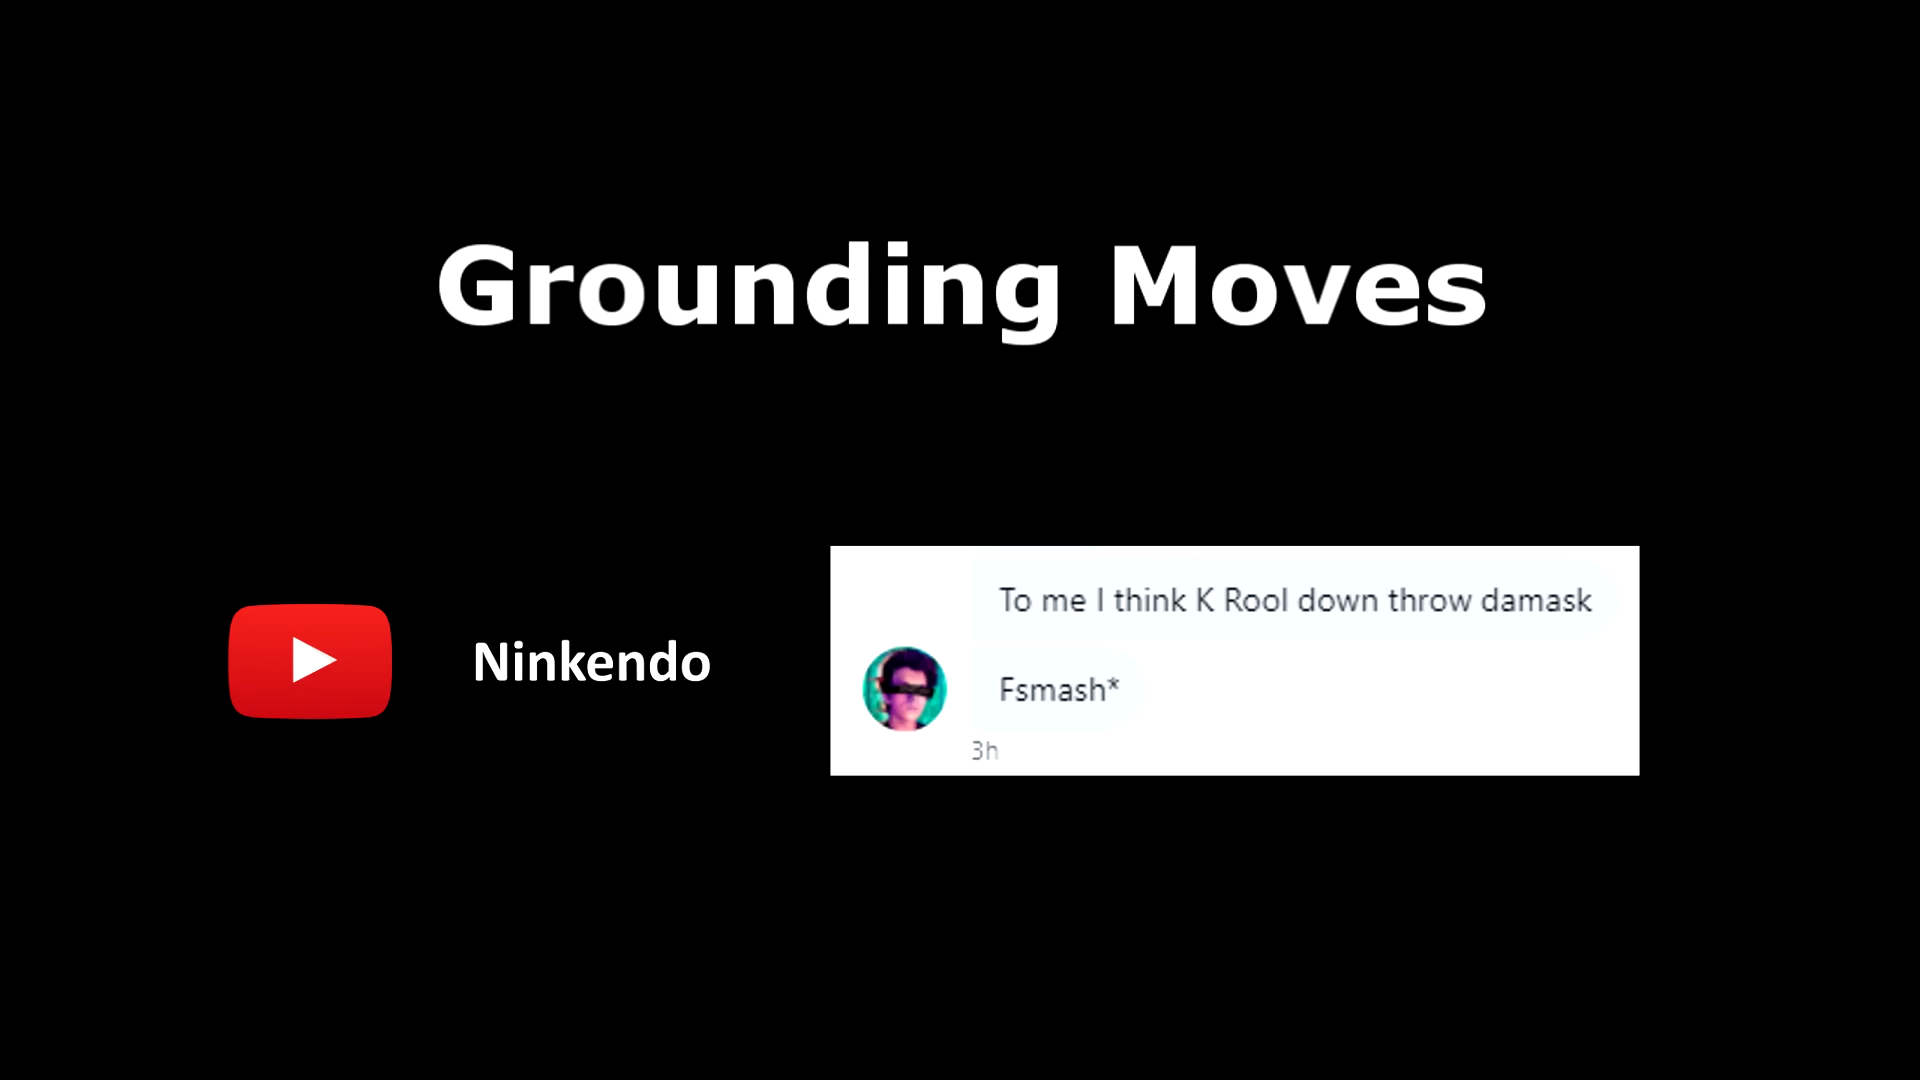 Grounding Moves
Ninkendo
To me I think K Rool down throw damask
Fsmash*
3h